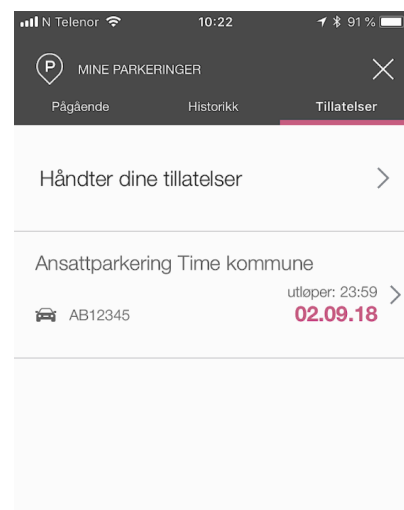 N Telenor 10:22 91 %
P MINE PARKERINGER
Pågående Historikk Tillatelser
Håndter dine tillatelser
Ansattparkering Time kommune
utløper: 23:59
AB12345 02.09.18